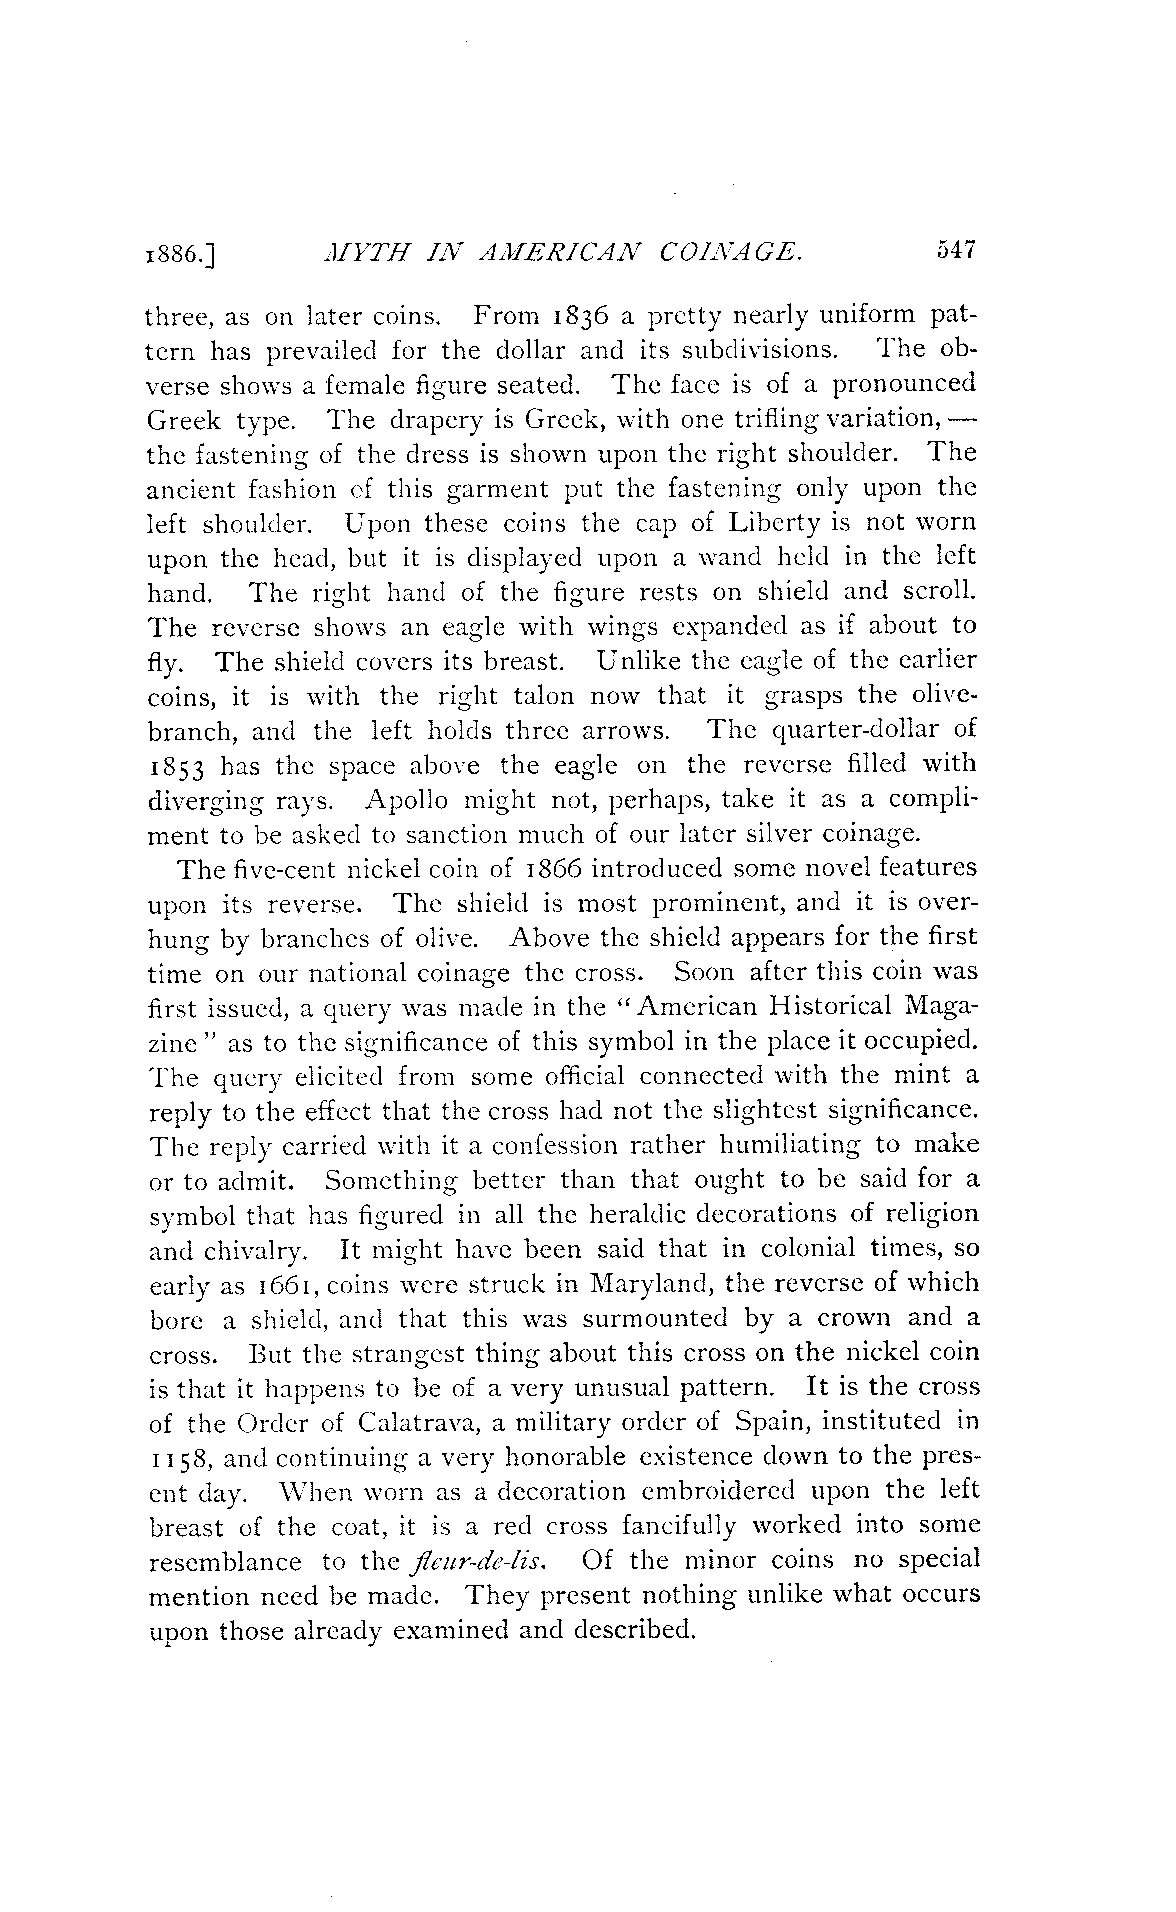 1886.] MYTH IN AMERICAN COINAGE. 547
three, as on later coins. From 1836 a pretty nearly uniform pat-
tern has prevailed for the dollar and its subdivisions. The ob-
verse shows a female figure seated. The face is of a pronounced
Greek type. The drapery is Greek, with one trifling variation, —
the fastening of the dress is shown upon the right shoulder. The
ancient fashion of this garment put the fastening only upon the
left shoulder. Upon these coins the cap of Liberty is not worn
upon the head, but it is displayed upon a wand held in the left
hand. The right hand of the figure rests on shield and scroll.
The reverse shows an eagle with wings expanded as if about to
fly. The shield covers its breast. Unlike the eagle of the earlier
coins, it is with the right talon now that it grasps the olive-
branch, and the left holds three arrows. The quarter-dollar of
1853 has the space above the eagle on the reverse filled with
diverging rays. Apollo might not, perhaps, take it as a compli-
ment to be asked to sanction much of our later silver coinage.
The five-cent nickel coin of 1866 introduced some novel features
upon its reverse. The shield is most prominent, and it is over-
hung by branches of olive. Above the shield appears for the first
time on our national coinage the cross. Soon after this coin was
first issued, a query was made in the “American Historical Maga-
zine” as to the significance of this symbol in the place it occupied.
The query elicited from some official connected with the mint a
reply to the effect that the cross had not the slightest significance.
The reply carried with it a confession rather humiliating to make
or to admit. Something better than that ought to be said for a
symbol that has figured in all the heraldic decorations of religion
and chivalry. It might have been said that in colonial times, so
early as 1661, coins were struck in Maryland, the reverse of which
bore a shield, and that this was surmounted by a crown and a
cross. But the strangest thing about this cross on the nickel coin
is that it happens to be of a very unusual pattern. It is the cross
of the Order of Calatrava, a military order of Spain, instituted in
1158, and continuing a very honorable existence down to the pres-
ent day. When worn as a decoration embroidered upon the left
breast of the coat, it is a red cross fancifully worked into some
resemblance to the fleur-de-lis. Of the minor coins no special
mention need be made. They present nothing unlike what occurs
upon those already examined and described.